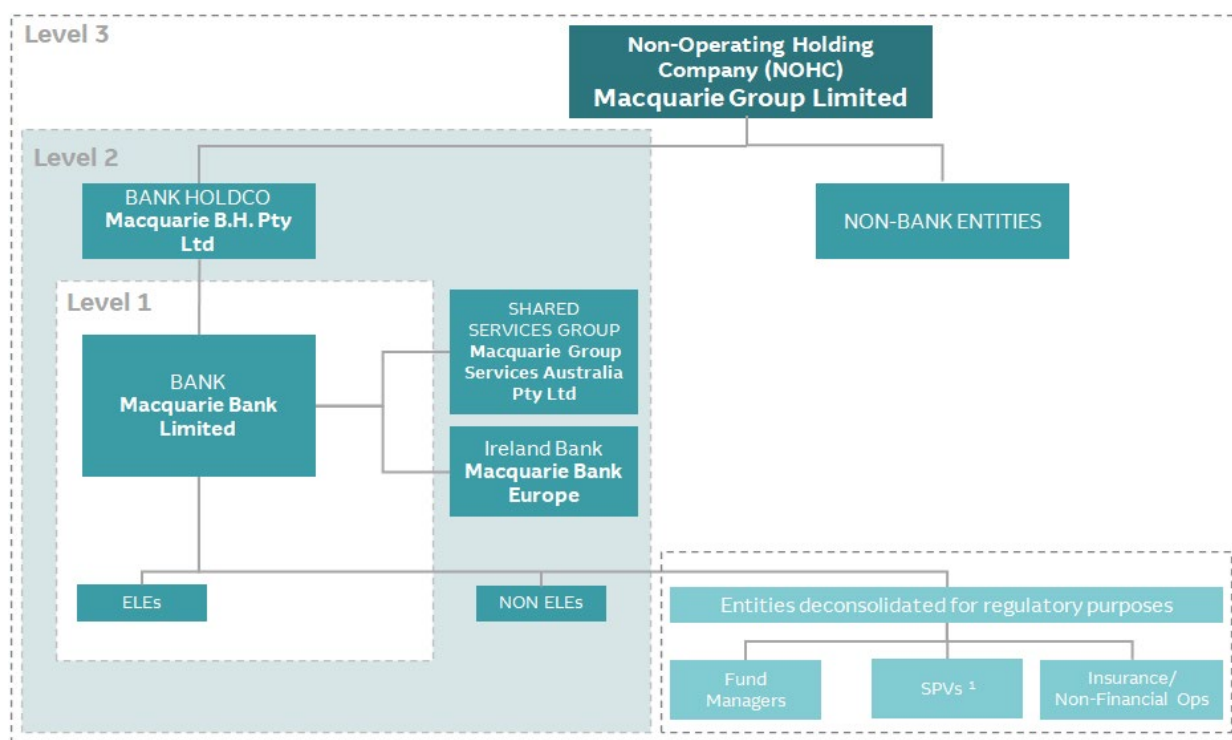 Level 3
Non-Operating Holding
Company (NOHC)
Macquarie Group Limited
Level 2
BANK HOLDCO
Macquarie B.H. Pty
Ltd
NON-BANK ENTITIES
Level 1
SHARED
SERVICES GROUP
Macquarie Group
Services Australia
Pty Ltd
BANK
Macquarie Bank
Limited
Ireland Bank
Macquarie Bank
Europe
ELEs
NON ELEs
Entities deconsolidated for regulatory purposes
Fund
Managers
SPVs ¹
Insurance/
Non-Financial Ops